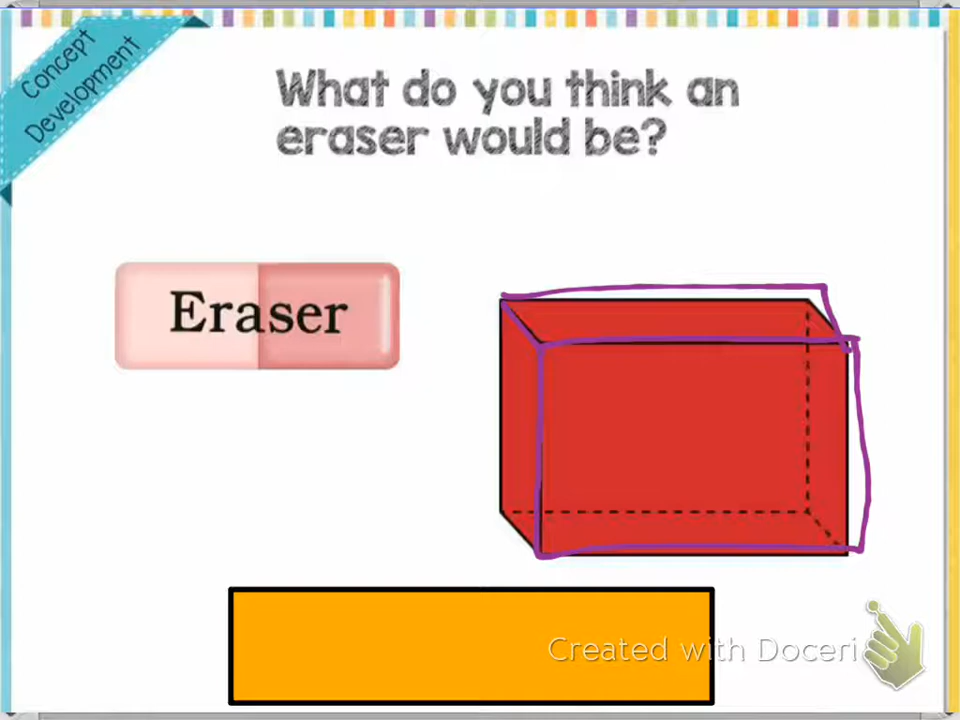 Concept
Development
What do you think an
eraser would be?
Eraser
Created with Doceri